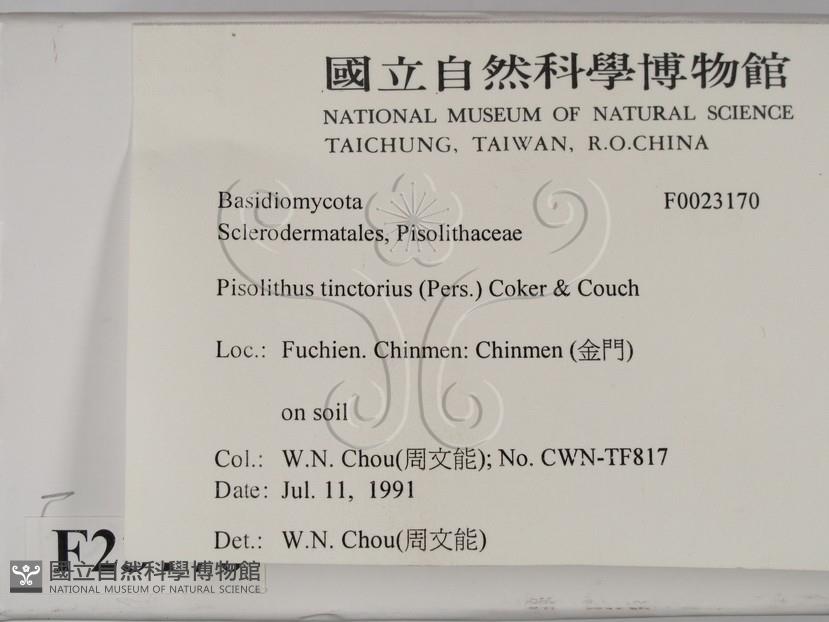 國立自然科學博物館
NATIONAL MUSEUM OF NATURAL SCIENCE
TAICHUNG, TAIWAN, R.O.CHINA
Basidiomycota F0023170
Sclerodermatales, Pisolithaceae
Pisolithus tinctorius (Pers.) Coker & Couch
Loc.: Fuchien. Chinmen: Chinmen (金門)
on soil
Col.: W.N. Chou(周文能); No. CWN-TF817
Date: Jul. 11, 1991
Det.: W.N. Chou(周文能)
國立自然科學博物館
NATIONAL MUSEUM OF NATURAL SCIENCE